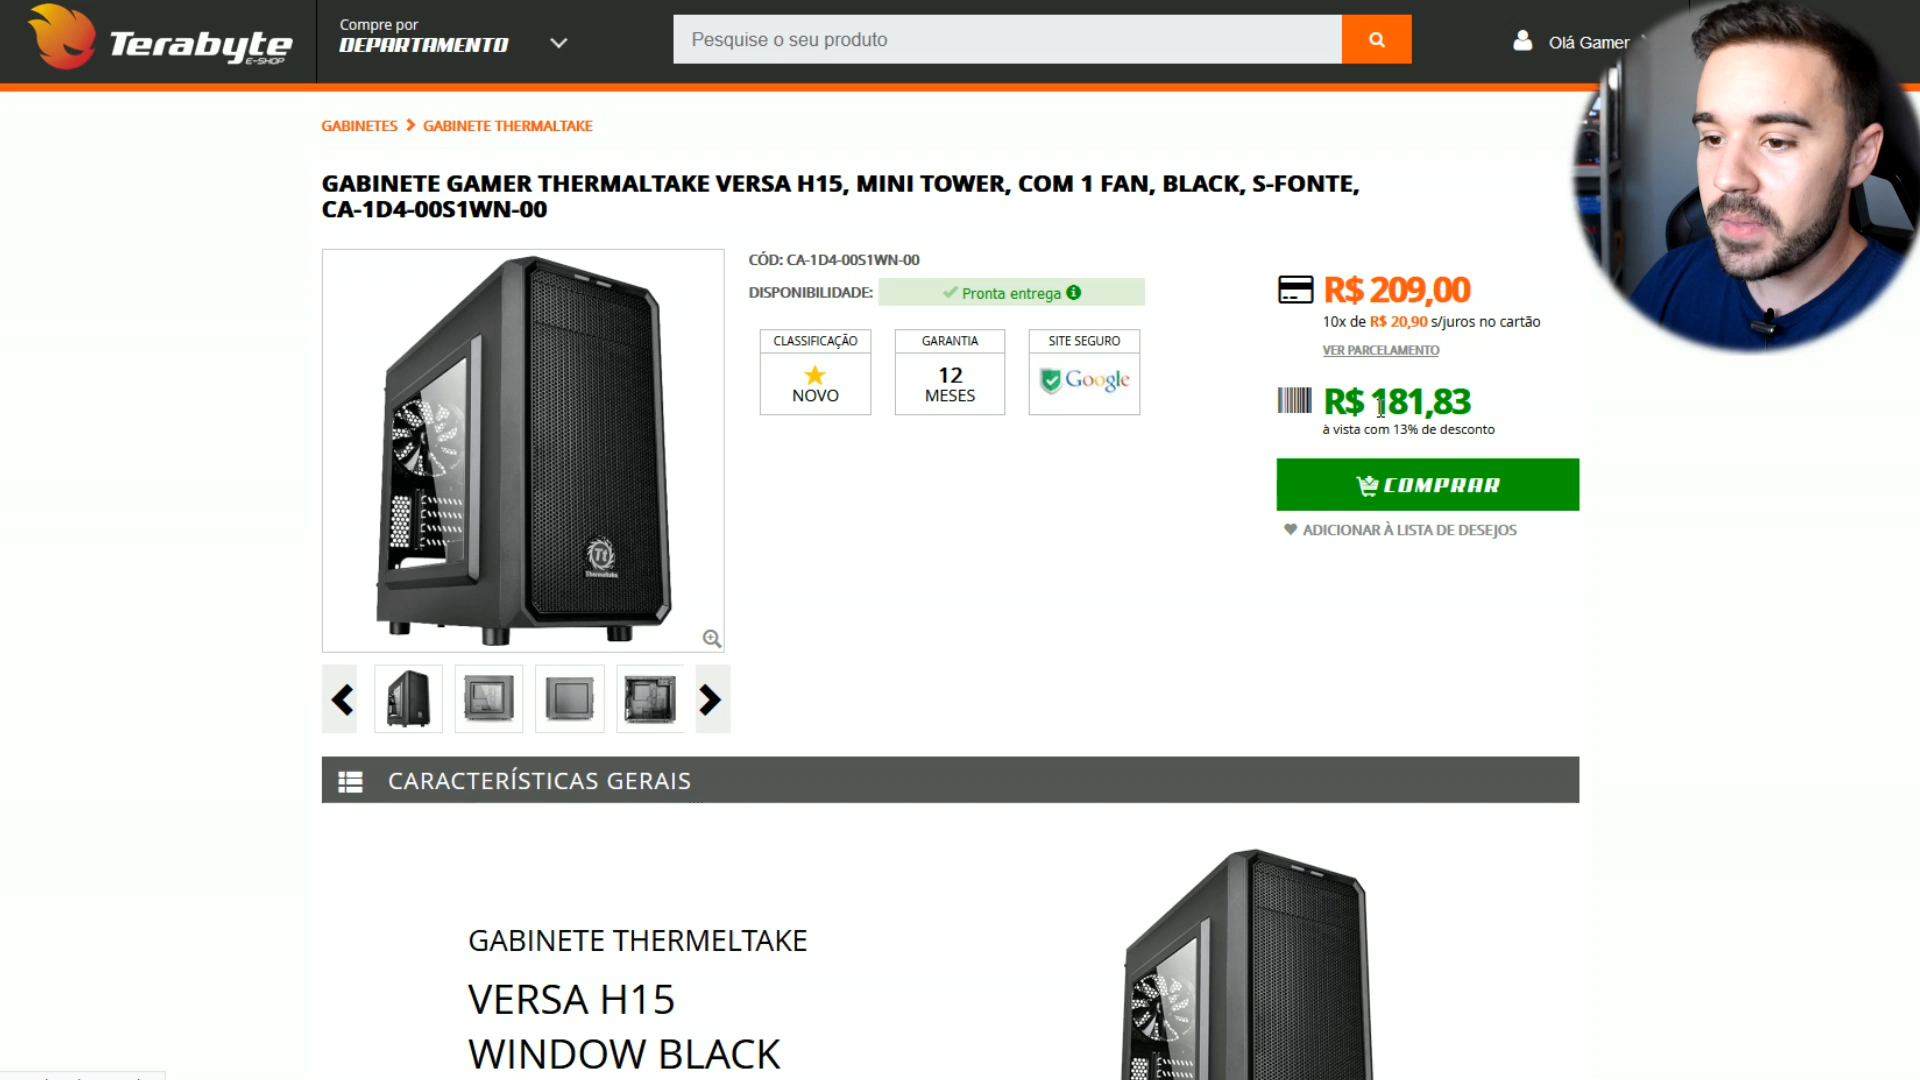 Terabyte
E-SHOP
Compre por
DEPARTAMENTO
Pesquise o seu produto
Olá Gamer
GABINETES
GABINETE THERMALTAKE
GABINETE GAMER THERMALTAKE VERSA H15, MINI TOWER, COM 1 FAN, BLACK, S-FONTE,
CA-1D4-00S1WN-00
CÓD: CA-1D4-00S1WN-00
DISPONIBILIDADE:
Pronta entrega
CLASSIFICAÇÃO
NOVO
GARANTIA
12
MESES
SITE SEGURO
Google
R$ 209,00
10x de R$ 20,90 s/juros no cartão
VER PARCELAMENTO
R$ 181,83
à vista com 13% de desconto
COMPRAR
ADICIONAR À LISTA DE DESEJOS
Tt
Thermaltake
CARACTERÍSTICAS GERAIS
GABINETE THERMELTAKE
VERSA H15
WINDOW BLACK